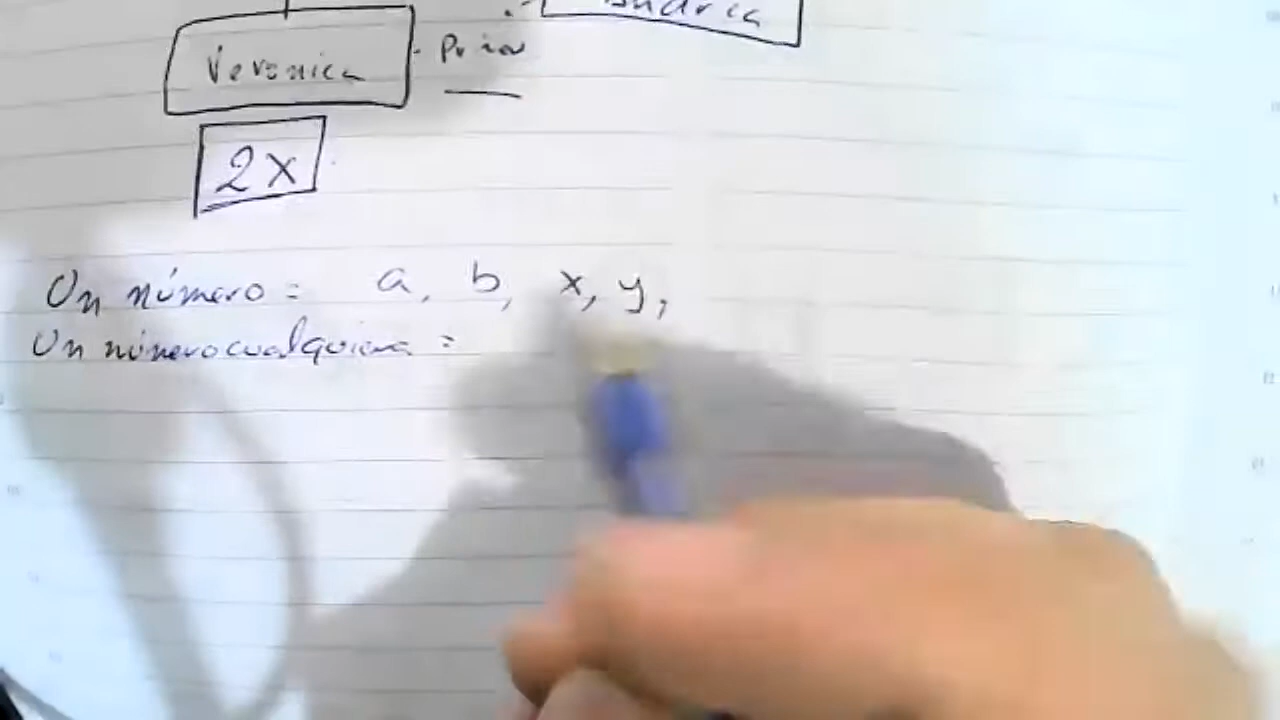 Veronica
2x
Un número: a, b, x, y,
Un número cualquiera :